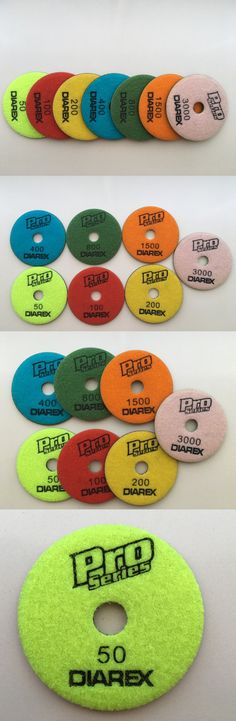 50 DIAREX
100 DIAREX
200 DIAREX
400 DIAREX
800 DIAREX
1500 DIAREX
3000 DIAREX
Pro Series
Pro Series
400
DIAREX
Pro Series
800
DIAREX
Pro Series
1500
DIAREX
Pro Series
3000
DIAREX
Pro Series
50
DIAREX
Pro Series
100
DIAREX
Pro Series
200
DIAREX
Pro Series
400
DIAREX
Pro Series
800
DIAREX
Pro Series
1500
DIAREX
Pro Series
3000
DIAREX
Pro
50
DIAREX
Pro Series
100
DIAREX
Pro Series
200
DIAREX
Pro
Series
50
DIAREX